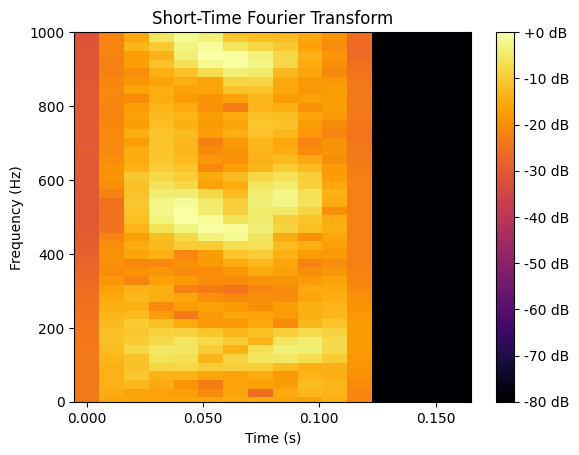 Short-Time Fourier Transform
1000
800
600
400
200
0
Frequency (Hz)
0.000
0.050
0.100
0.150
Time (s)
+0 dB
-10 dB
-20 dB
-30 dB
-40 dB
-50 dB
-60 dB
-70 dB
-80 dB